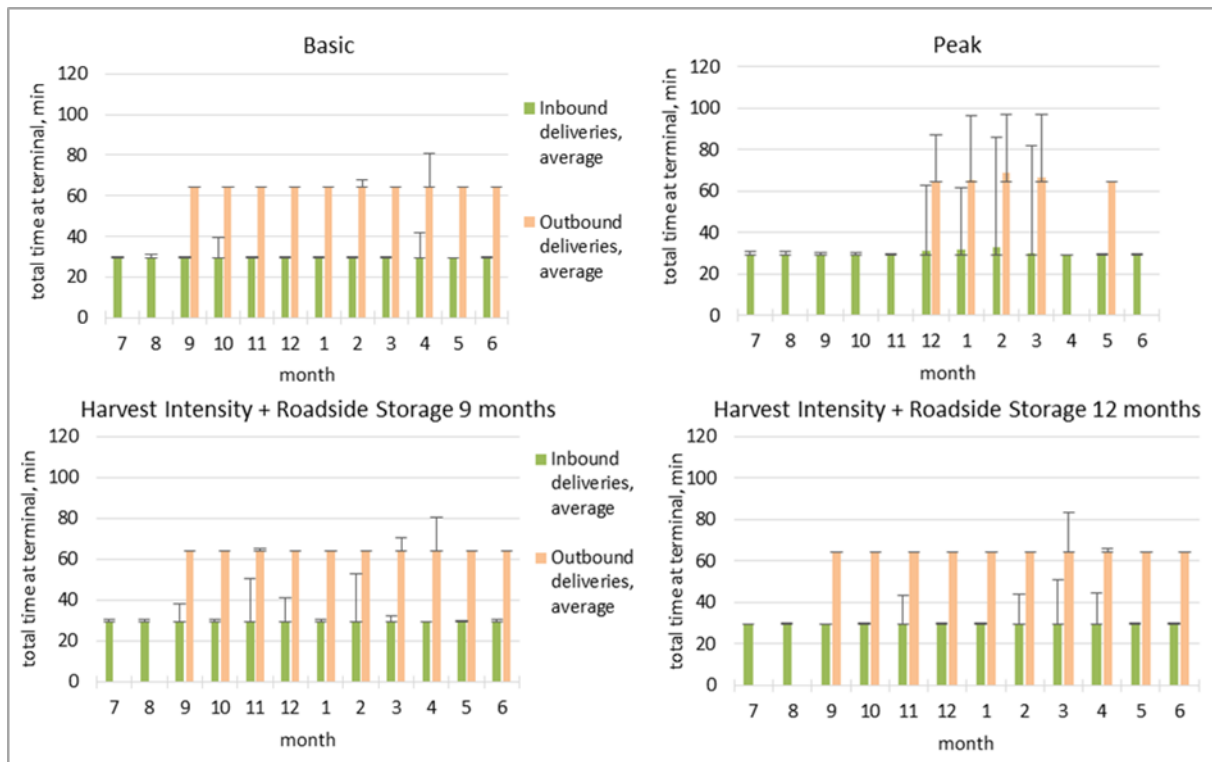 Basic
total time at terminal, min
120
100
80
60
40
20
0
7 8 9 10 11 12 1 2 3 4 5 6
month
Inbound
deliveries,
average
Outbound
deliveries,
average
Peak
total time at terminal, min
120
100
80
60
40
20
0
7 8 9 10 11 12 1 2 3 4 5 6
month
Harvest Intensity + Roadside Storage 9 months
total time at terminal, min
120
100
80
60
40
20
0
7 8 9 10 11 12 1 2 3 4 5 6
month
Inbound
deliveries,
average
Outbound
deliveries,
average
Harvest Intensity + Roadside Storage 12 months
total time at terminal, min
120
100
80
60
40
20
0
7 8 9 10 11 12 1 2 3 4 5 6
month